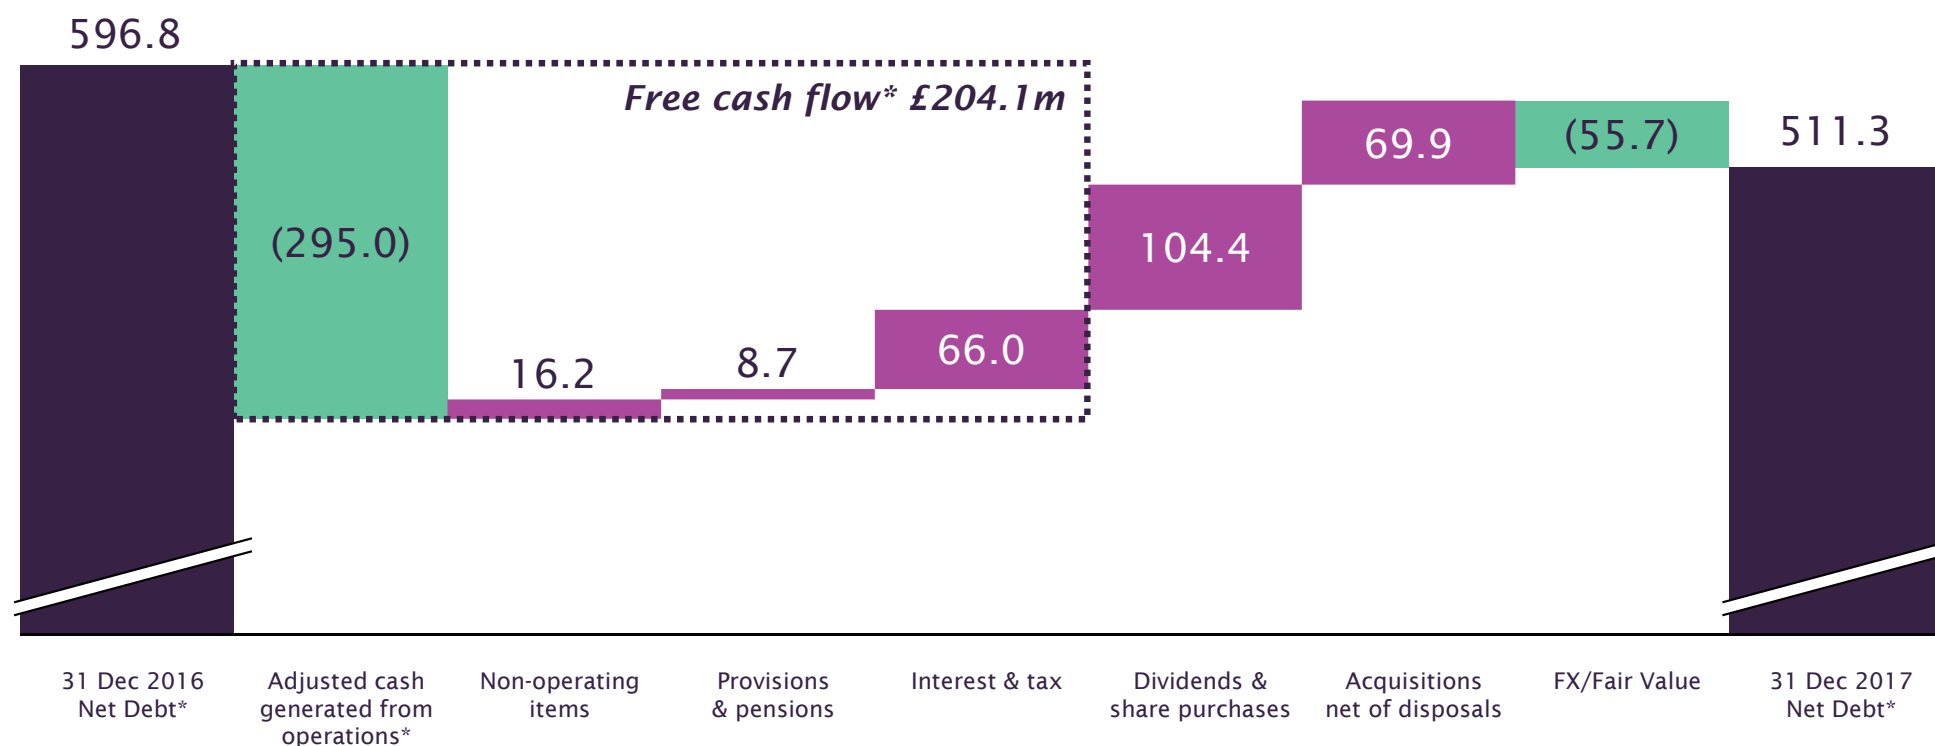 596.8
Free cash flow* £204.1m
(295.0)
16.2
8.7
66.0
104.4
69.9
(55.7)
511.3
31 Dec 2016
Net Debt*
Adjusted cash
generated from
operations*
Non-operating
items
Provisions
& pensions
Interest & tax
Dividends &
share purchases
Acquisitions
net of disposals
FX/Fair Value
31 Dec 2017
Net Debt*